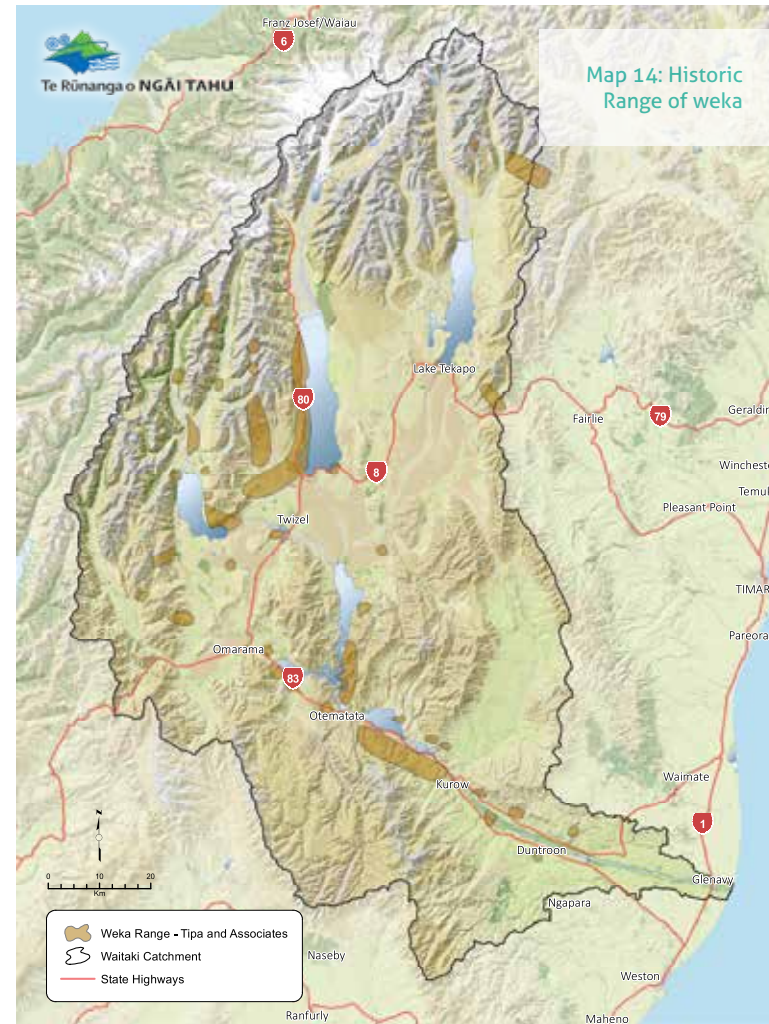 Franz Josef/Waiau
6
Te Rūnanga o NGĀI TAHU
Map 14: Historic
Range of weka
Lake Tekapo
80
Fairlie
79
Geraldin
8
Winchest
Temul
Pleasant Point
Twizel
TIMAR
Pareora
Omarama
83
Otematata
Waimate
Kurow
1
N
Duntroon
0 10 20
Km
Glenavy
Ngapara
Weka Range - Tipa and Associates
Waitaki Catchment
State Highways
Naseby
Weston
Ranfurly
Maheno